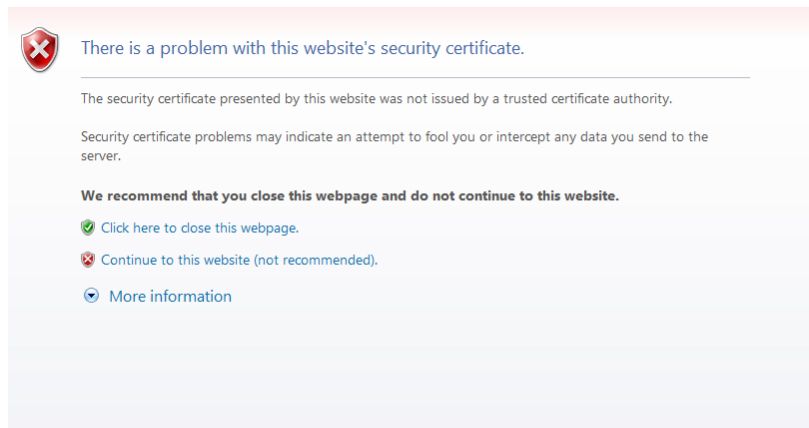 There is a problem with this website's security certificate.
The security certificate presented by this website was not issued by a trusted certificate authority.
Security certificate problems may indicate an attempt to fool you or intercept any data you send to the
server.
We recommend that you close this webpage and do not continue to this website.
Click here to close this webpage.
Continue to this website (not recommended).
More information